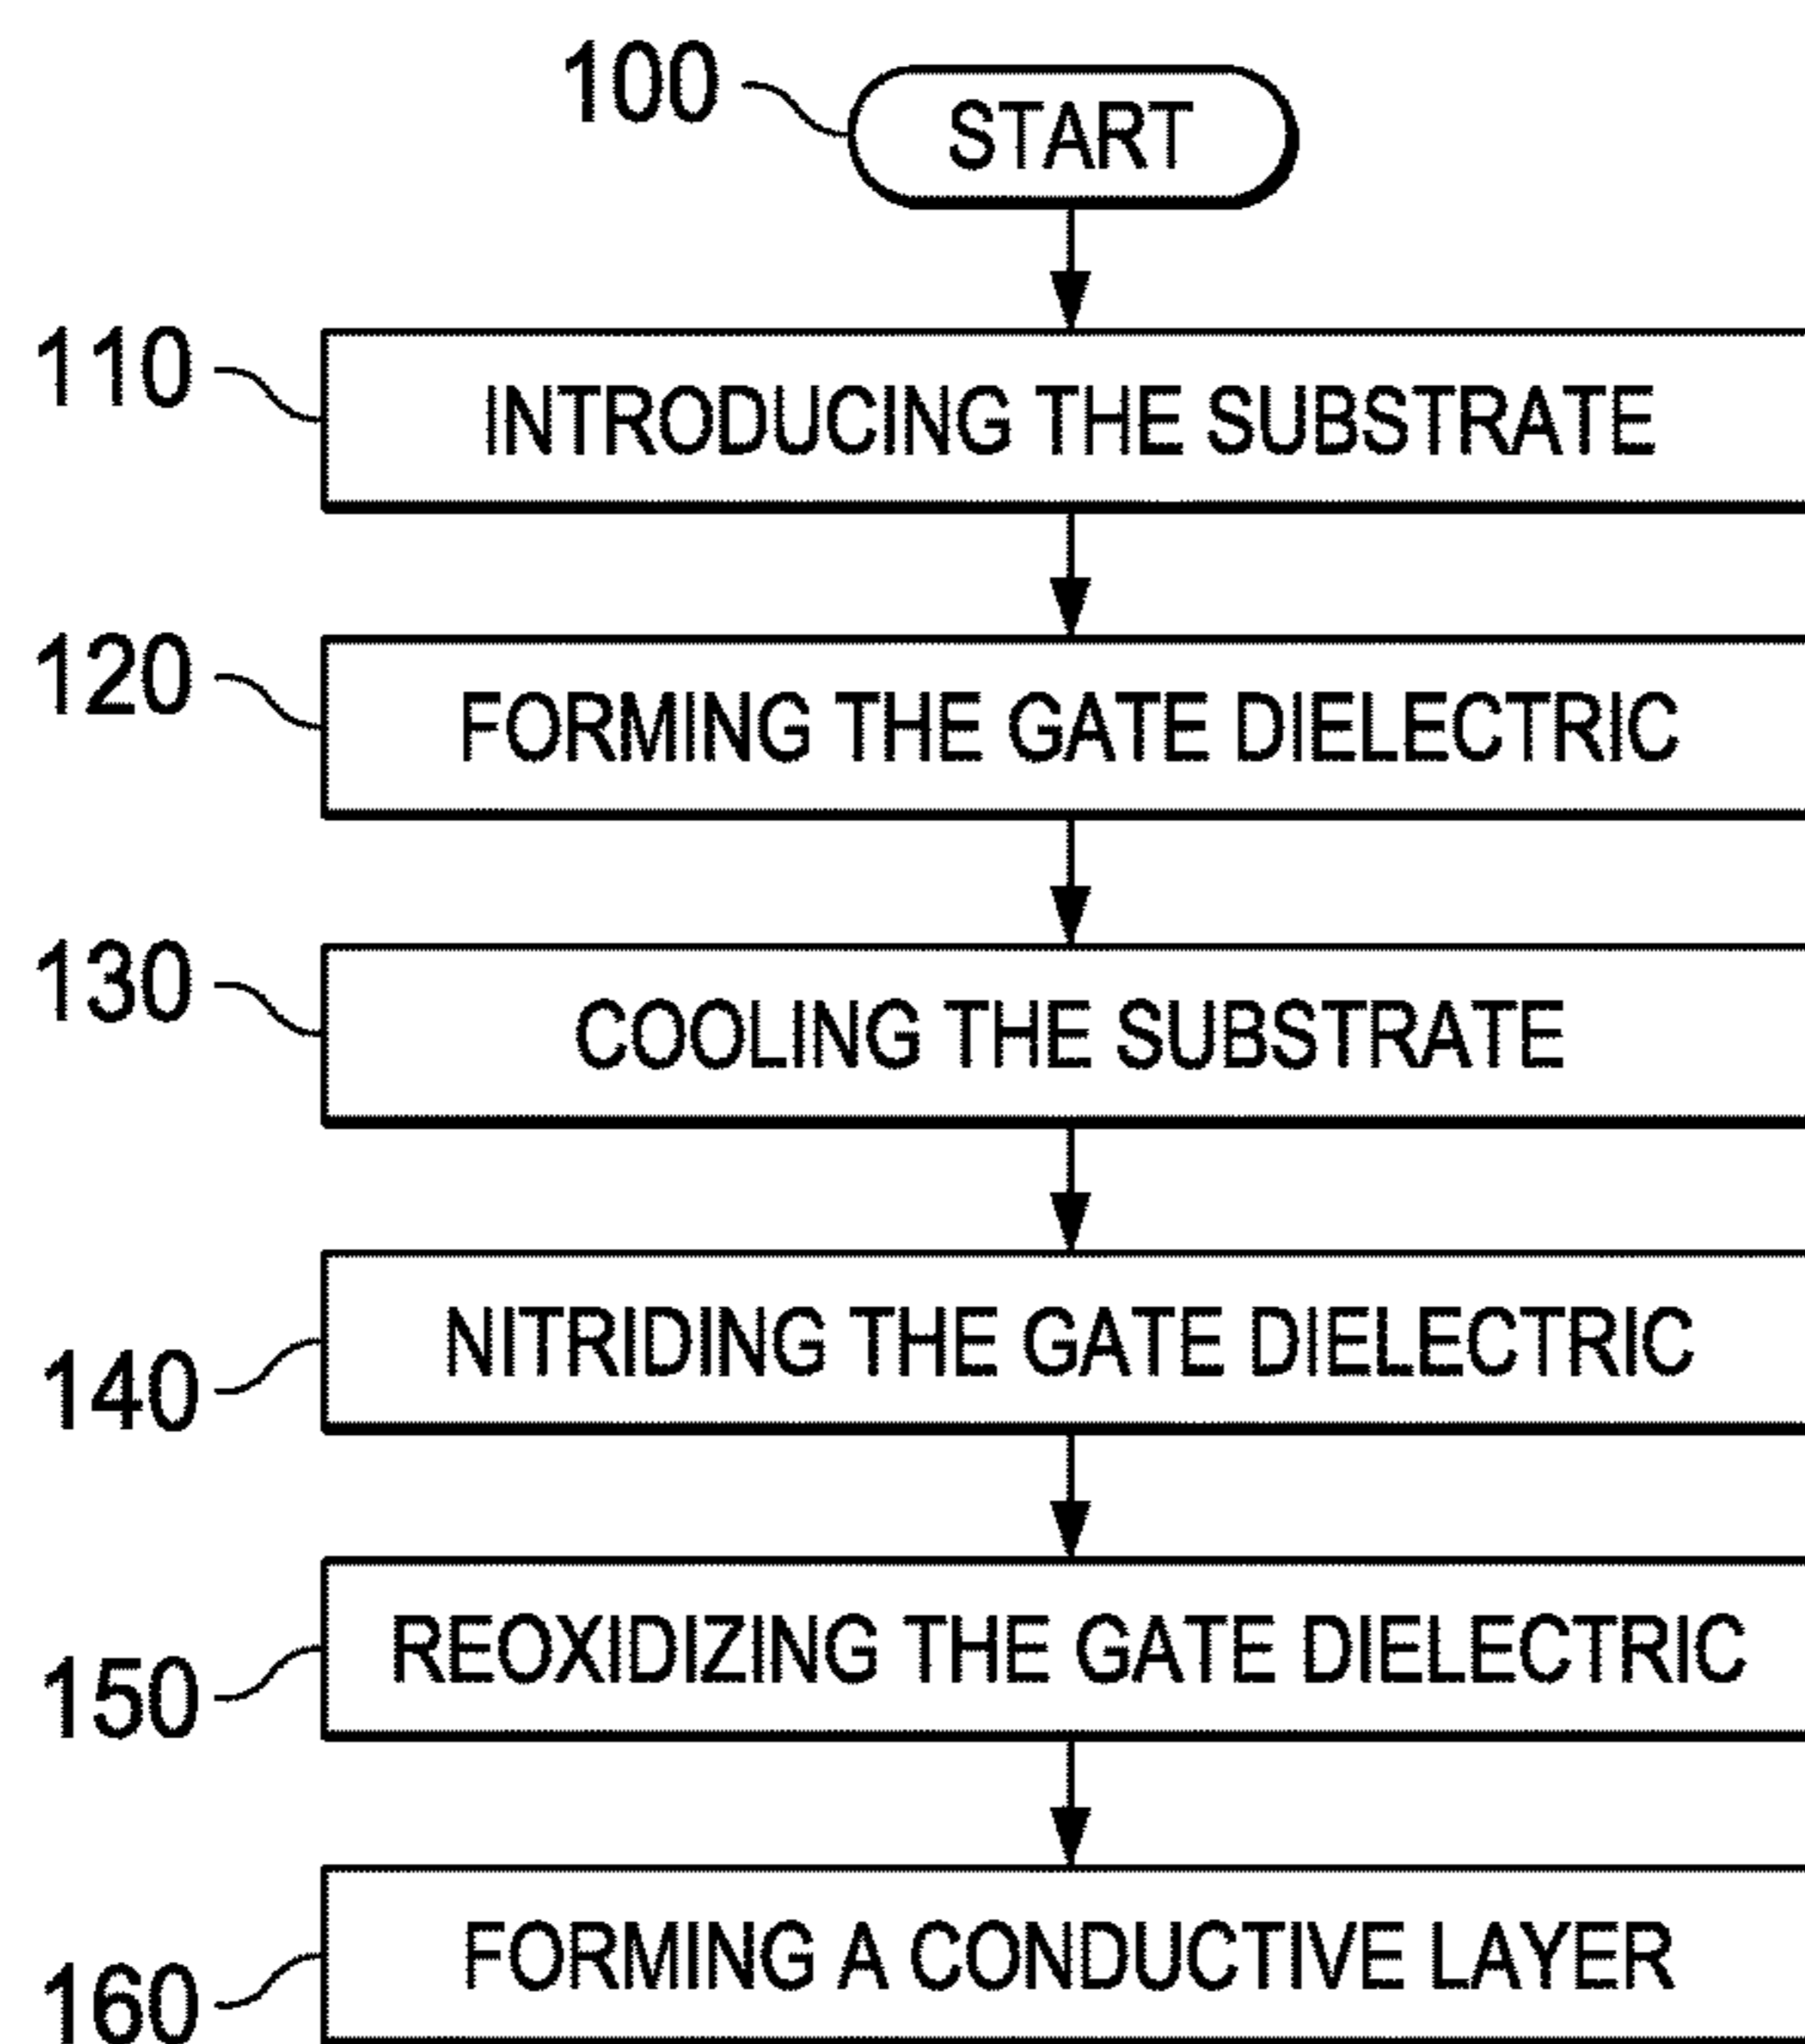 100 START
110 INTRODUCING THE SUBSTRATE
120 FORMING THE GATE DIELECTRIC
130 COOLING THE SUBSTRATE
140 NITRIDING THE GATE DIELECTRIC
150 REOXIDIZING THE GATE DIELECTRIC
160 FORMING A CONDUCTIVE LAYER